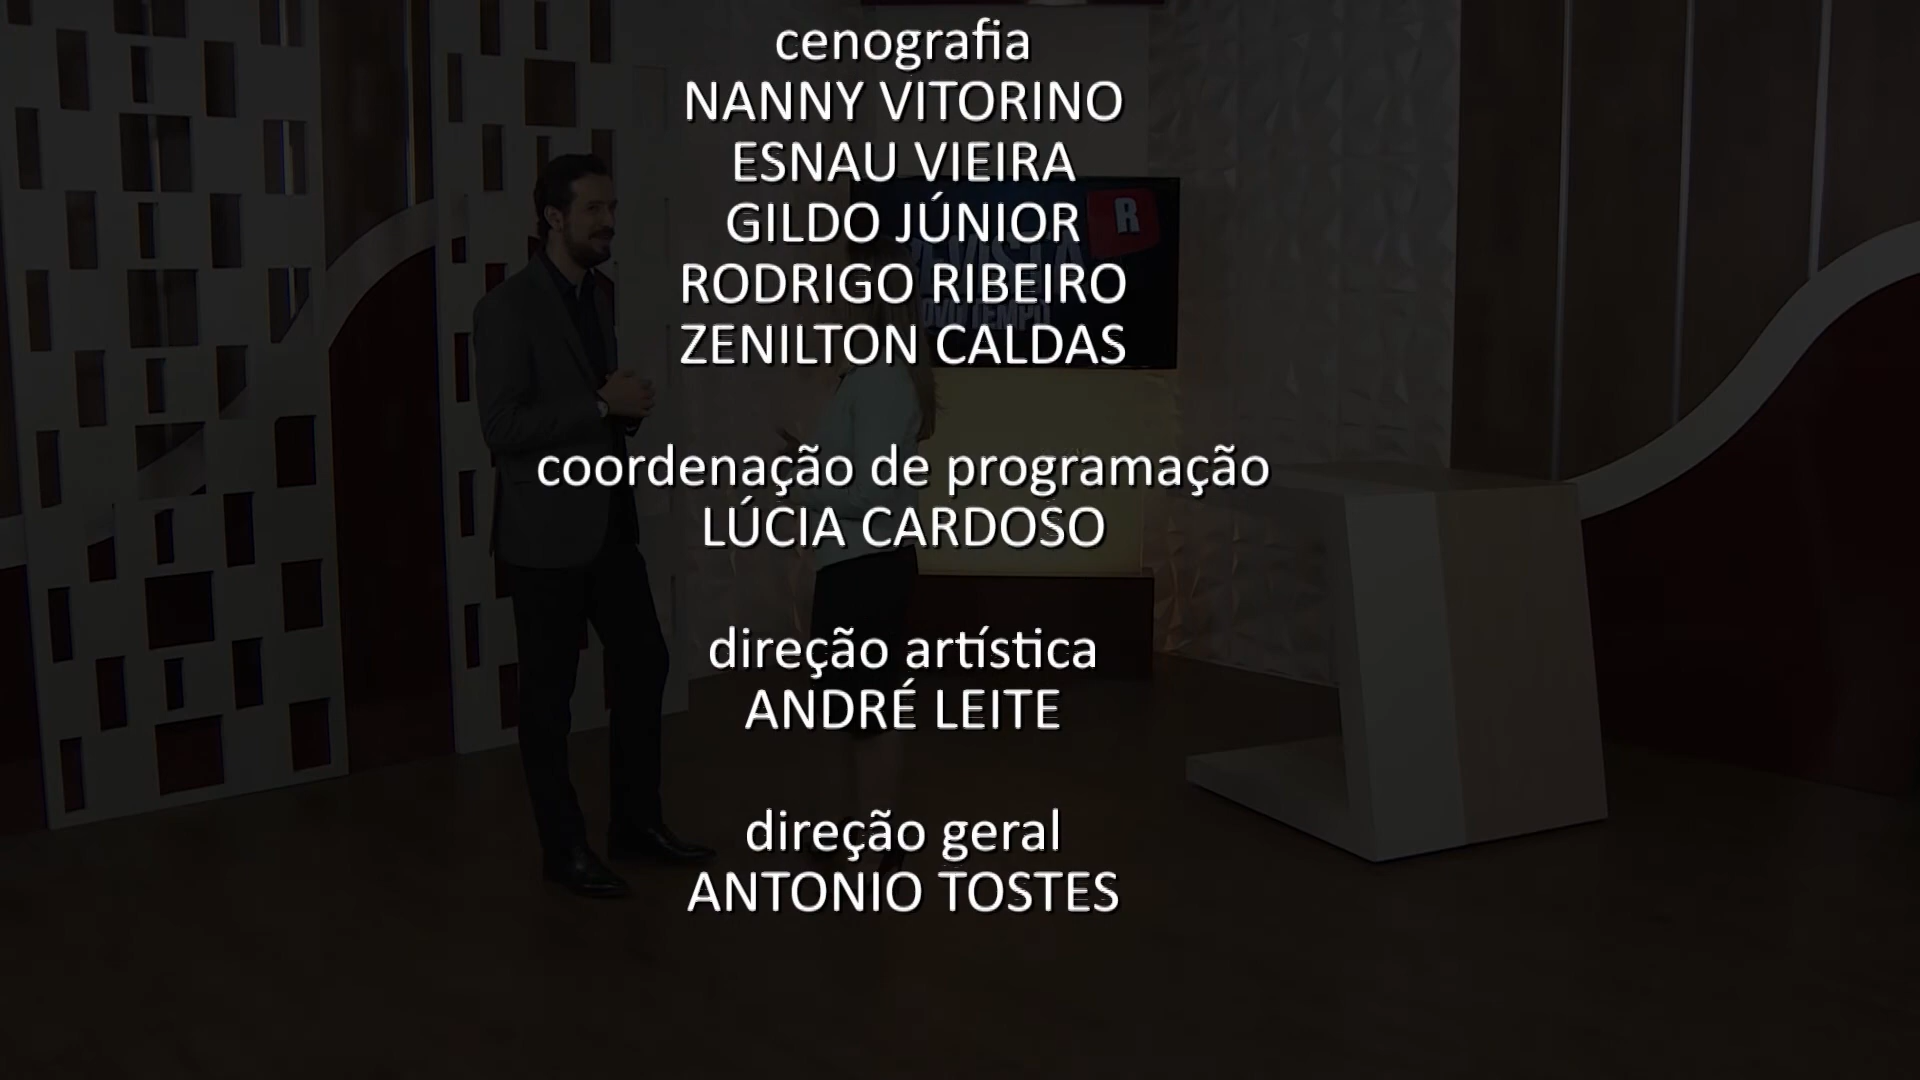 cenografia
NANNY VITORINO
ESNAU VIEIRA
GILDO JÚNIOR
RODRIGO RIBEIRO
ZENILTON CALDAS
coordenação de programação
LÚCIA CARDOSO
direção artística
ANDRÉ LEITE
direção geral
ANTONIO TOSTES
R